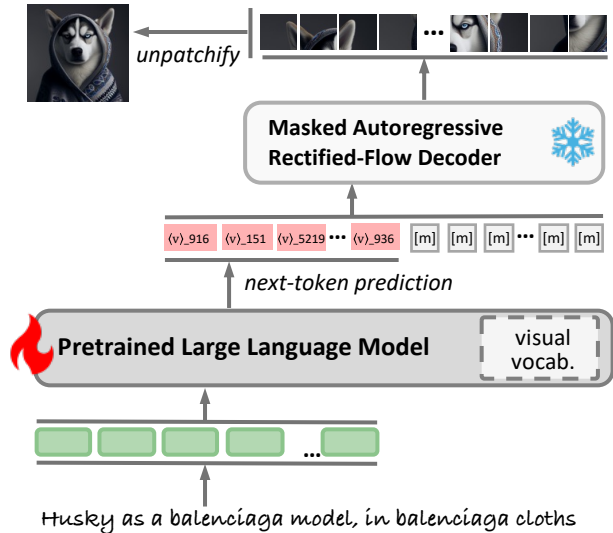 unpatchify
...
Masked Autoregressive
Rectified-Flow Decoder
⟨v⟩_916 ⟨v⟩_151 ⟨v⟩_5219 ... ⟨v⟩_936 [m] [m] [m] ... [m] [m]
next-token prediction
Pretrained Large Language Model
visual
vocab.
...
Husky as a balenciaga model, in balenciaga cloths